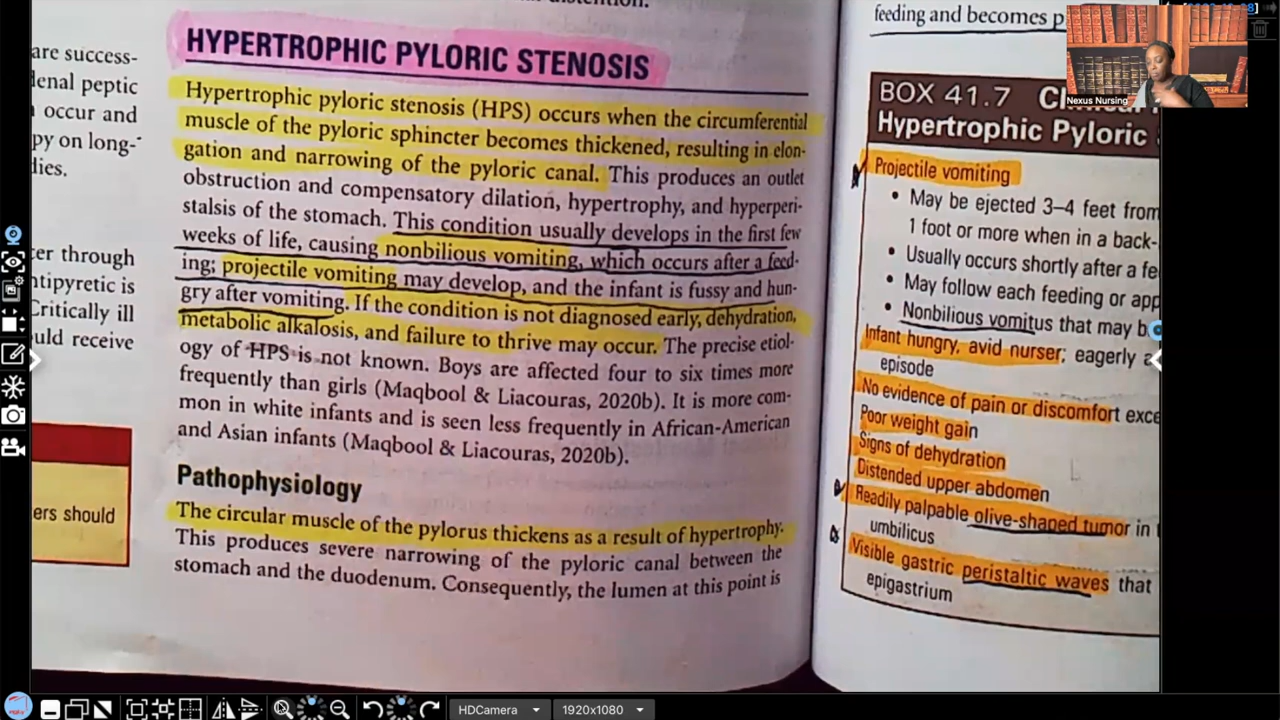 are success-
denal peptic
occur and
py on long-
dies.
ter through
ntipyretic is
Critically ill
uld receive
ers should
HYPERTROPHIC PYLORIC STENOSIS
Hypertrophic pyloric stenosis (HPS) occurs when the circumferential
muscle of the pyloric sphincter becomes thickened, resulting in elon-
gation and narrowing of the pyloric canal. This produces an outlet
obstruction and compensatory dilation, hypertrophy, and hyperperi-
stalsis of the stomach. This condition usually develops in the first few
weeks of life, causing nonbilious vomiting, which occurs after a feed-
ing; projectile vomiting may develop, and the infant is fussy and hun-
gry after vomiting. If the condition is not diagnosed early, dehydration,
metabolic alkalosis, and failure to thrive may occur. The precise etiol-
ogy of HPS is not known. Boys are affected four to six times more
frequently than girls (Maqbool & Liacouras, 2020b). It is more com-
mon in white infants and is seen less frequently in African-American
and Asian infants (Maqbool & Liacouras, 2020b).
Pathophysiology
The circular muscle of the pylorus thickens as a result of hypertrophy.
This produces severe narrowing of the pyloric canal between the
stomach and the duodenum. Consequently, the lumen at this point is
feeding and becomes p
BOX 41.7
Hypertrophic Pyloric
Projectile vomiting
• May be ejected 3–4 feet from
1 foot or more when in a back-
• Usually occurs shortly after a fe
• May follow each feeding or app
• Nonbilious vomitus that may b
Infant hungry, avid nurser; eagerly a
episode
No evidence of pain or discomfort exce
Poor weight gain
Signs of dehydration
Distended upper abdomen
Readily palpable olive-shaped tumor in t
umbilicus
Visible gastric peristaltic waves that
epigastrium
Nexus Nursing
HDCamera
1920x1080